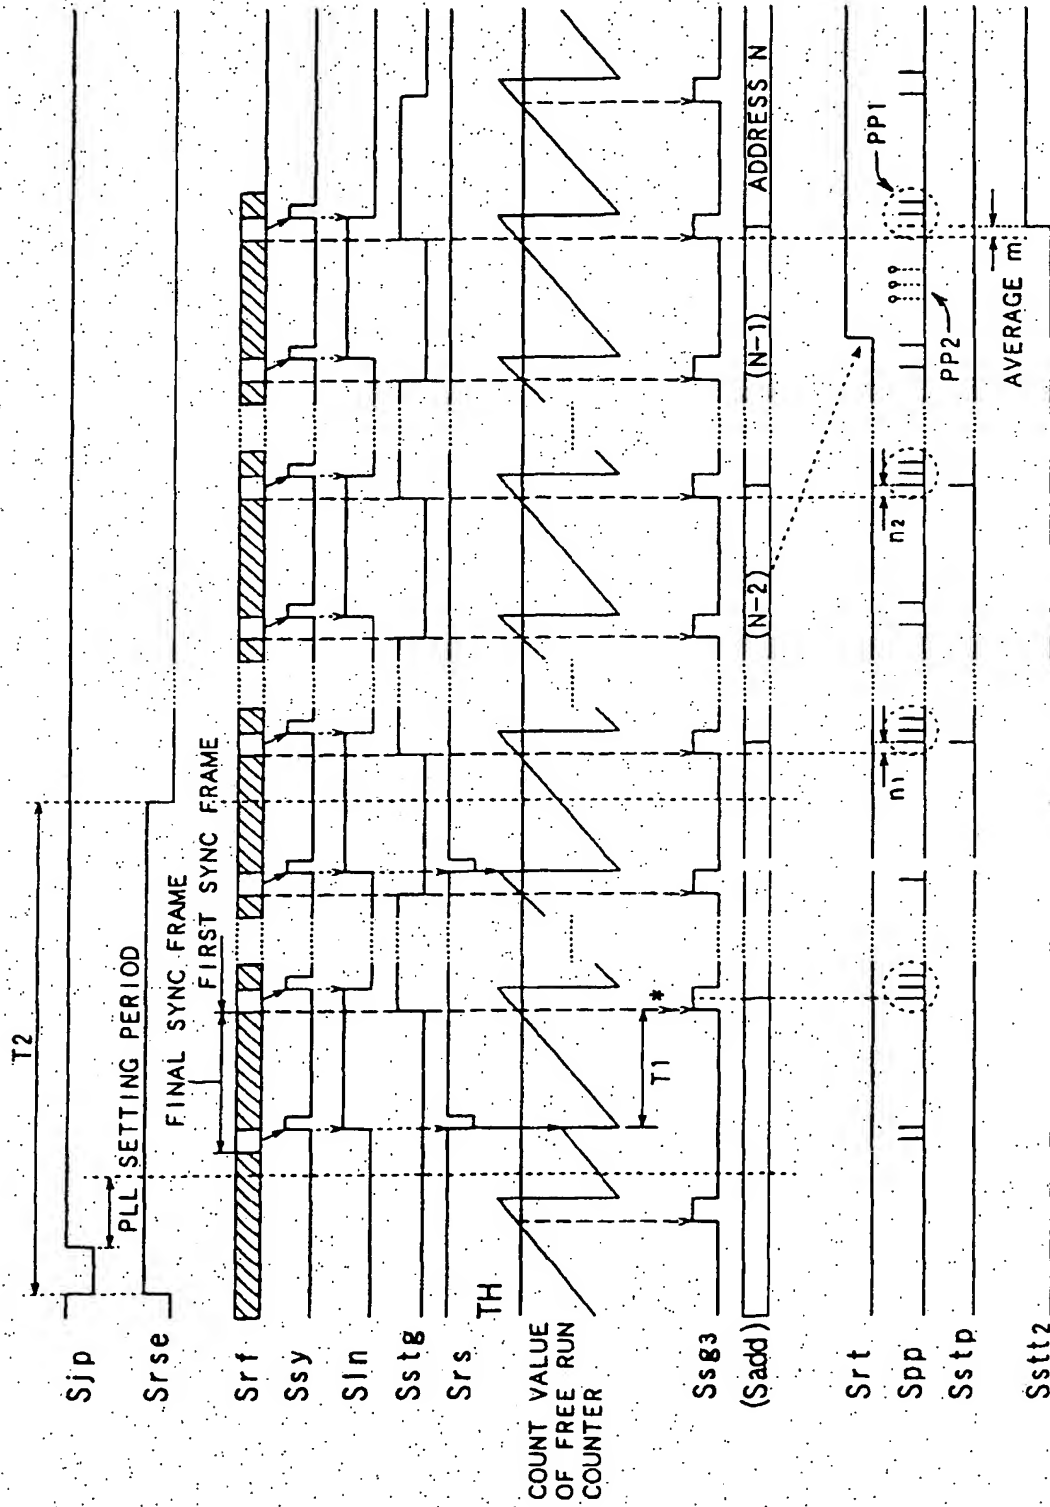 T2
PLL SETTING PERIOD
FINAL SYNC FRAME
FIRST SYNC FRAME
Sjp
Srse
Srf
Ssy
Sln
Sstg
Srs
TH
COUNT VALUE
OF FREE RUN
COUNTER
T1
*
Ssg3
(Sadd)
(N-2)
(N-1)
ADDRESS N
Srt
Spp
n1
n2
PP2
PP1
Sstp
AVERAGE m
Sstt2